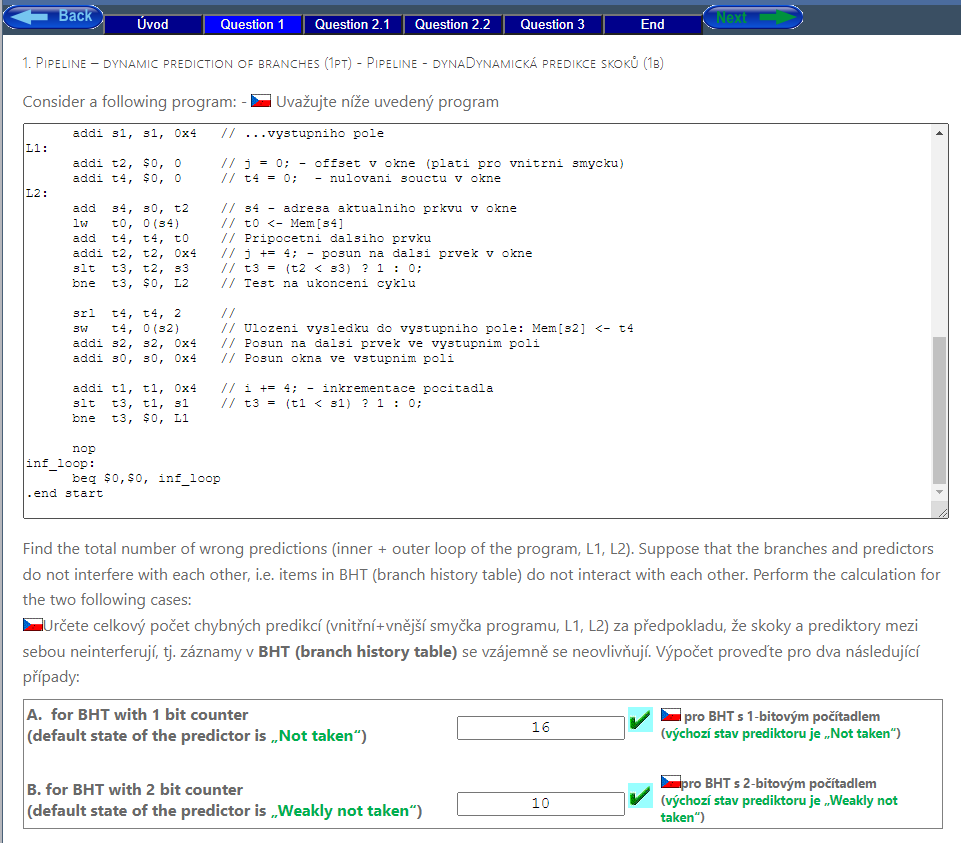 Back
Úvod
Question 1
Question 2.1
Question 2.2
Question 3
End
Next
1. Pipeline – dynamic prediction of branches (1pt) - Pipeline - dynaDynamická predikce skoků (1b)
Consider a following program: - Uvažujte níže uvedený program
addi s1, s1, 0x4 // ...vystupniho pole
L1:
addi t2, $0, 0 // j = 0; - offset v okne (plati pro vnitrni smycku)
addi t4, $0, 0 // t4 = 0; - nulovani souctu v okne
L2:
add s4, s0, t2 // s4 - adresa aktualniho prkvu v okne
lw t0, 0(s4) // t0 <- Mem[s4]
add t4, t4, t0 // Pripocetni dalsiho prvku
addi t2, t2, 0x4 // j += 4; - posun na dalsi prvek v okne
slt t3, t2, s3 // t3 = (t2 < s3) ? 1 : 0;
bne t3, $0, L2 // Test na ukonceni cyklu
srl t4, t4, 2 //
sw t4, 0(s2) // Ulozeni vysledku do vystupniho pole: Mem[s2] <- t4
addi s2, s2, 0x4 // Posun na dalsi prvek ve vystupnim poli
addi s0, s0, 0x4 // Posun okna ve vstupnim poli
addi t1, t1, 0x4 // i += 4; - inkrementace pocitadla
slt t3, t1, s1 // t3 = (t1 < s1) ? 1 : 0;
bne t3, $0, L1
nop
inf_loop:
beq $0,$0, inf_loop
.end start
Find the total number of wrong predictions (inner + outer loop of the program, L1, L2). Suppose that the branches and predictors
do not interfere with each other, i.e. items in BHT (branch history table) do not interact with each other. Perform the calculation for
the two following cases:
Určete celkový počet chybných predikcí (vnitřní+vnější smyčka programu, L1, L2) za předpokladu, že skoky a prediktory mezi
sebou neinterferují, tj. záznamy v BHT (branch history table) se vzájemně se neovlivňují. Výpočet proveďte pro dva následující
případy:
A. for BHT with 1 bit counter
(default state of the predictor is „Not taken“)
16
pro BHT s 1-bitovým počítadlem
(výchozí stav prediktoru je „Not taken“)
B. for BHT with 2 bit counter
(default state of the predictor is „Weakly not taken“)
10
pro BHT s 2-bitovým počítadlem
(výchozí stav prediktoru je „Weakly not
taken“)